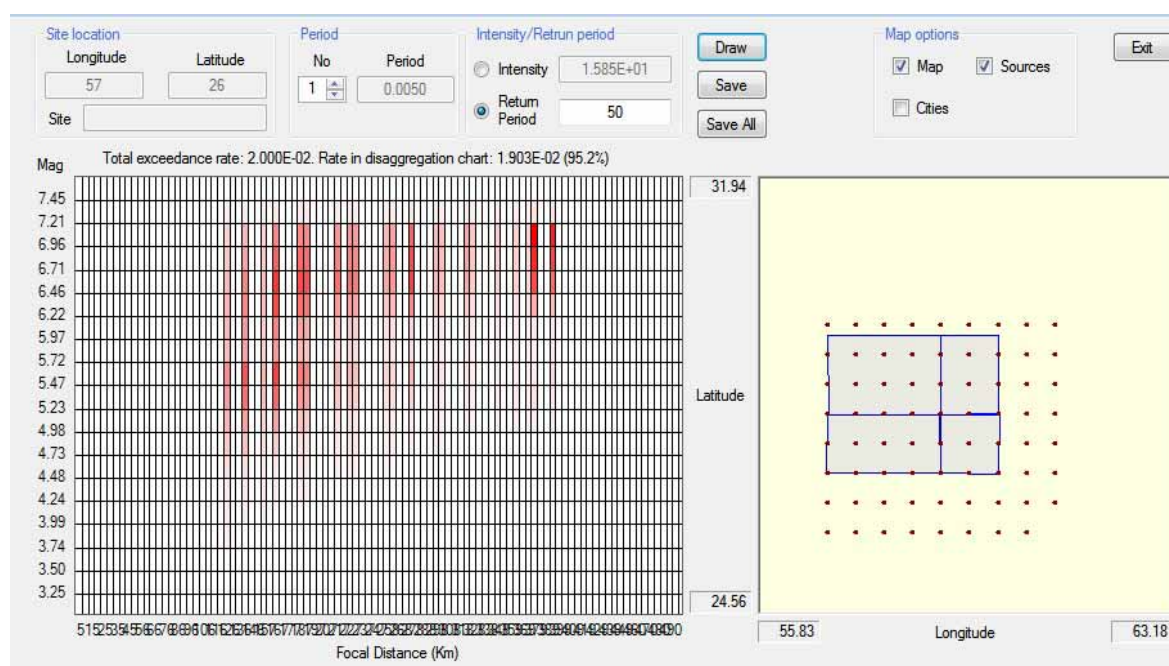 Site location
Longitude Latitude
57 26
Site
Period
No Period
1 0.0050
Intensity/Retrun period
Intensity 1.585E+01
Return Period 50
Draw
Save
Save All
Map options
Map Sources
Cities
Exit
Mag
Total exceedance rate: 2.000E-02. Rate in disaggregation chart: 1.903E-02 (95.2%)
7.45
7.21
6.96
6.71
6.46
6.22
5.97
5.72
5.47
5.23
4.98
4.73
4.48
4.24
3.99
3.74
3.50
3.25
Focal Distance (Km)
31.94
Latitude
24.56
55.83 Longitude 63.18